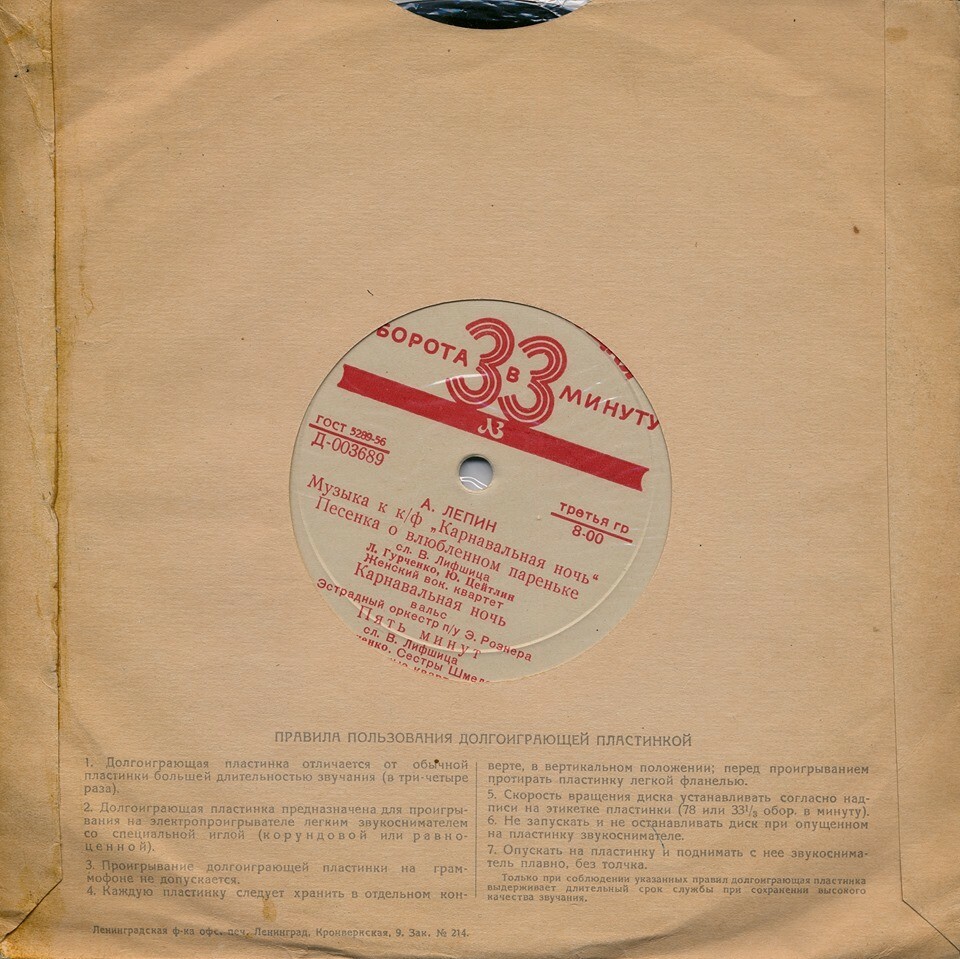 БОРОТА 33 В МИНУТУ
ГОСТ 5289-56
Д-003689
третья гр
8-00
А. ЛЕПИН
Музыка к к/ф „Карнавальная ночь“
Песенка о влюбленном пареньке
сл. В. Лифшица
Л. Гурченко, Ю. Цейтлин
Женский вок. квартет
Карнавальная ночь
вальс
Эстрадный оркестр п/у Э. Рознера
Пять минут
сл. В. Лифшица
ченко, Сестры Шмел
ПРАВИЛА ПОЛЬЗОВАНИЯ ДОЛГОИГРАЮЩЕЙ ПЛАСТИНКОЙ
1. Долгоиграющая пластинка отличается от обычной
пластинки большей длительностью звучания (в три-четыре
раза).
2. Долгоиграющая пластинка предназначена для проигры-
вания на электропроигрывателе легким звукоснимателем
со специальной иглой (корундовой или равно-
ценной).
3. Проигрывание долгоиграющей пластинки на грам-
мофоне не допускается.
4. Каждую пластинку следует хранить в отдельном кон-
верте, в вертикальном положении; перед проигрыванием
протирать пластинку легкой фланелью.
5. Скорость вращения диска устанавливать согласно над-
писи на этикетке пластинки (78 или 33¹/₃ обор. в минуту).
6. Не запускать и не останавливать диск при опущенном
на пластинку звукоснимателе.
7. Опускать на пластинку и поднимать с нее звукоснима-
тель плавно, без толчка.
Только при соблюдении указанных правил долгоиграющая пластинка
выдерживает длительный срок службы при сохранении высокого
качества звучания.
Ленинградская ф-ка офс. печ. Ленинград, Кронверкская, 9. Зак. № 214.